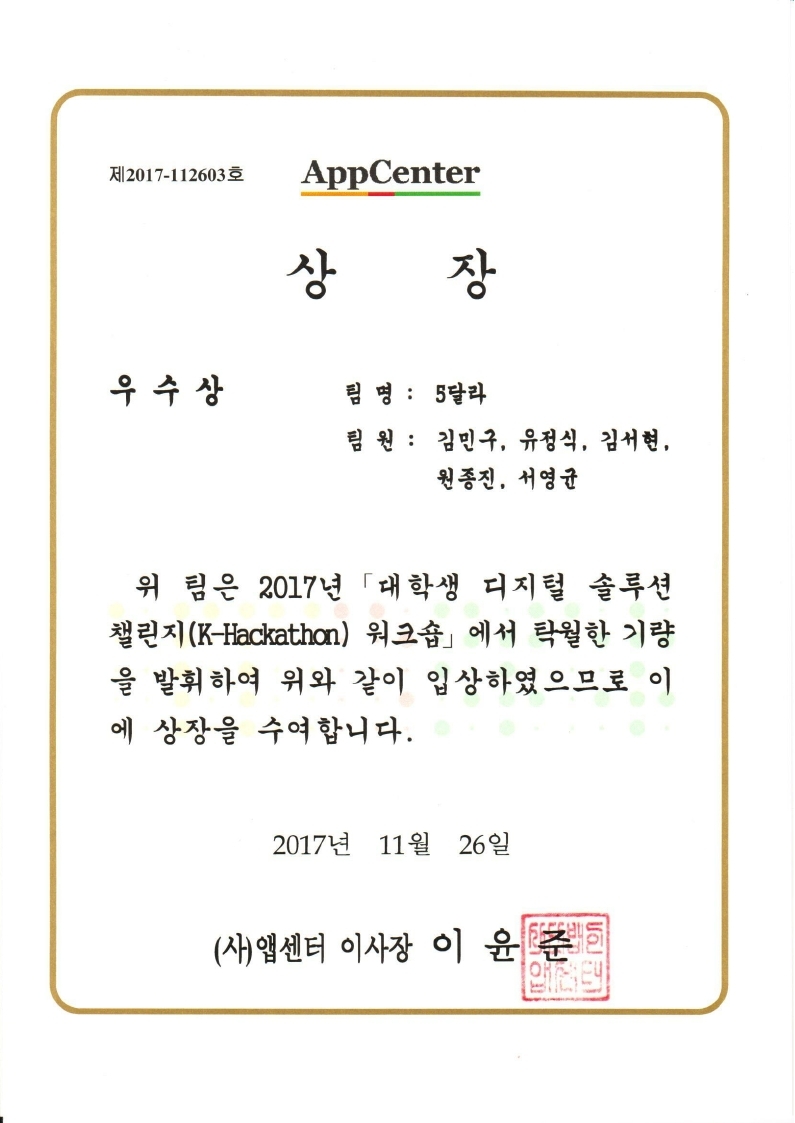 제2017-112603호
AppCenter
상 장
우 수 상
팀 명 : 5달라
팀 원 : 김민구, 유정식, 김서현,
원종진, 서영균
위 팀은 2017년 「대학생 디지털 솔루션
챌린지(K-Hackathon) 워크숍」에서 탁월한 기량
을 발휘하여 위와 같이 입상하였으므로 이
에 상장을 수여합니다.
2017년 11월 26일
(사)앱센터 이사장 이 윤 준